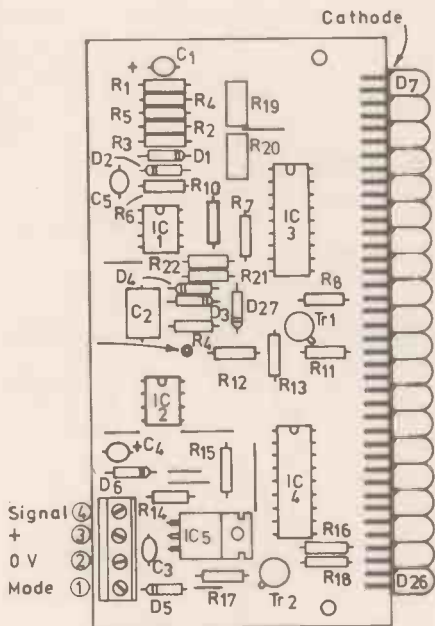 Cathode
+ C1
D7
R1
R4
R19
R5
R2
R3
R20
D2
D1
C5
R10
R6
R7
IC 1
IC 3
R22
R21
D4
R8
C2
D3
D27
Tr1
R4
R12
R13
R11
IC 2
+C4
R15
D6
IC 4
Signal 4
R14
+ 3
IC5
R16
0 V 2
C3
R18
Mode 1
D5
R17
Tr2
D26